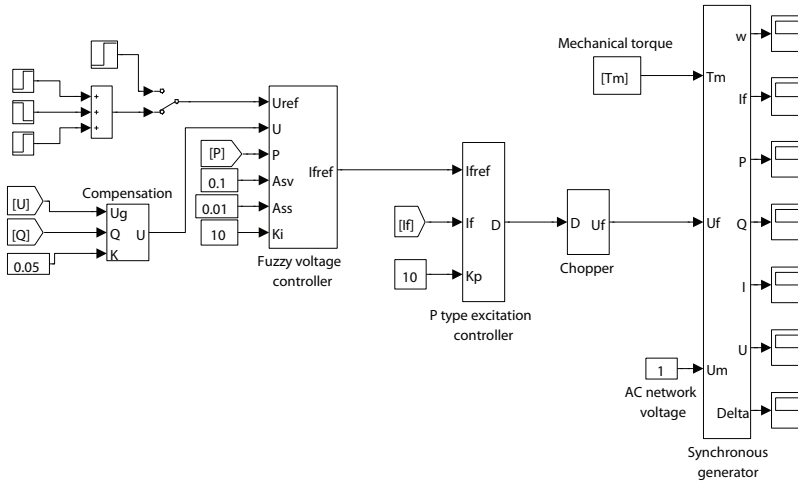 Mechanical torque
[Tm]
Tm
Uf
Um
w
If
P
Q
I
U
Delta
Synchronous
generator
1
AC network
voltage
+
+
+
Uref
U
P
Asv
Ass
Ki
Ifref
Fuzzy voltage
controller
[P]
0.1
0.01
10
[U]
[Q]
0.05
Compensation
Ug
Q
K
U
Ifref
If
Kp
D
P type excitation
controller
[If]
10
D
Uf
Chopper